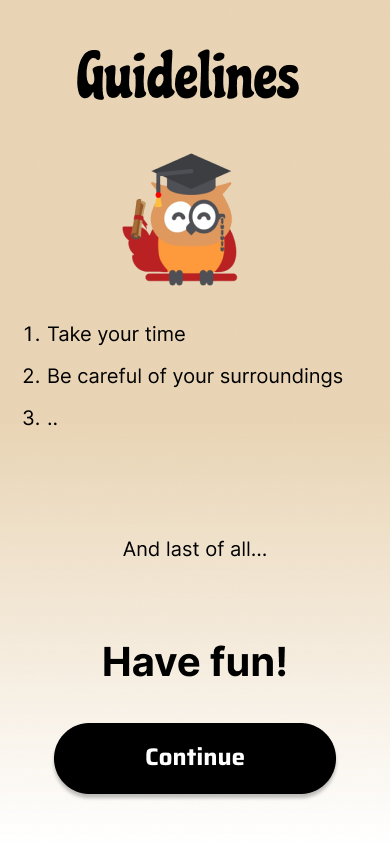 Guidelines
1. Take your time
2. Be careful of your surroundings
3. ..
And last of all...
Have fun!
Continue